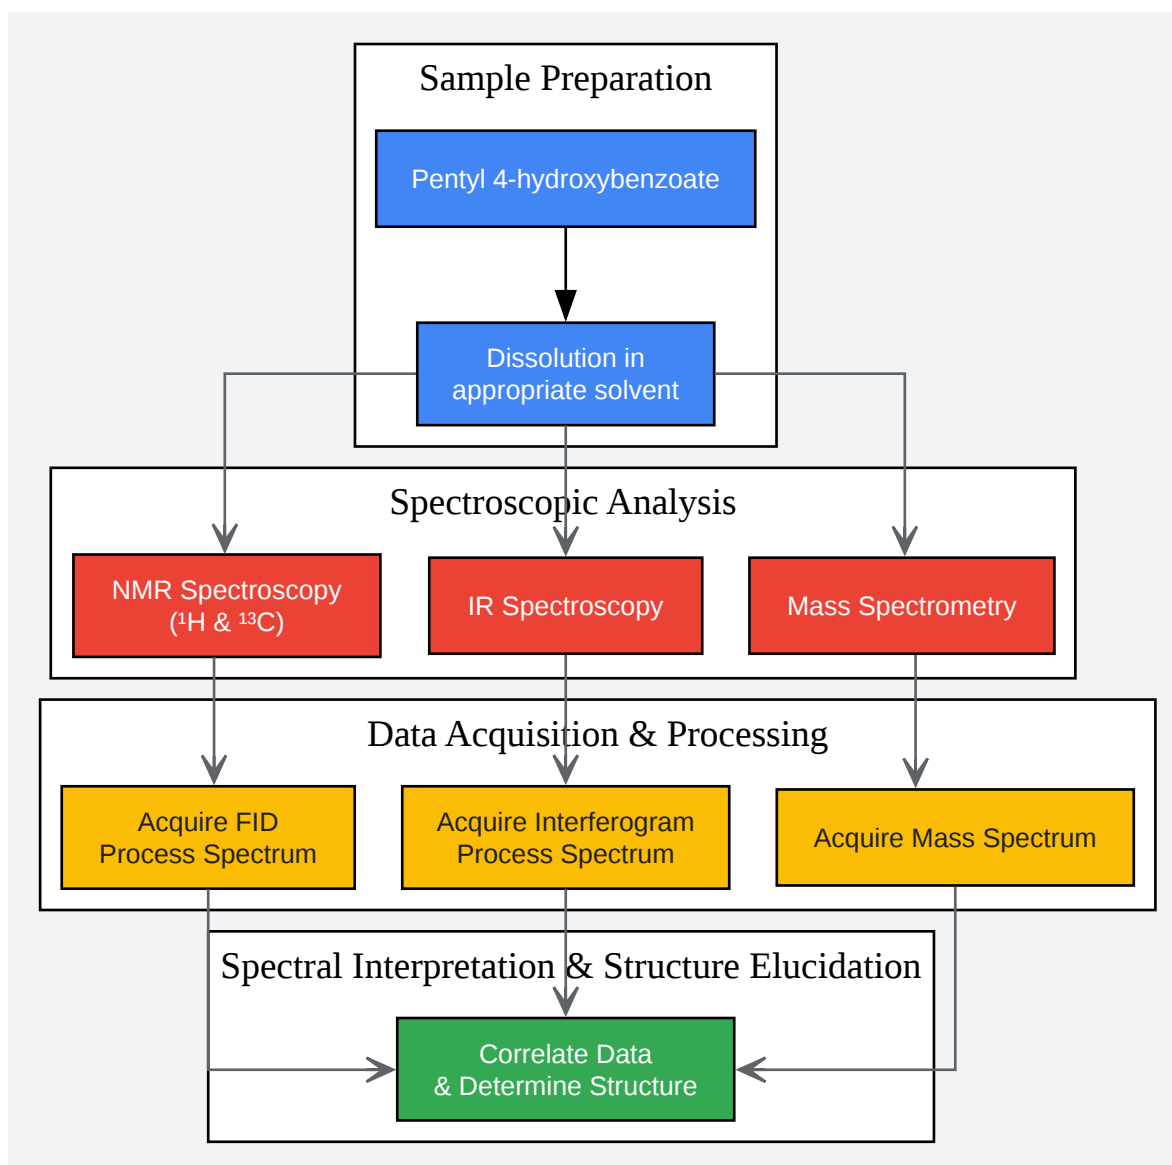 Sample Preparation
Pentyl 4-hydroxybenzoate
Dissolution in
appropriate solvent
Spectroscopic Analysis
NMR Spectroscopy
(¹H & ¹³C)
IR Spectroscopy
Mass Spectrometry
Data Acquisition & Processing
Acquire FID
Process Spectrum
Acquire Interferogram
Process Spectrum
Acquire Mass Spectrum
Spectral Interpretation & Structure Elucidation
Correlate Data
& Determine Structure